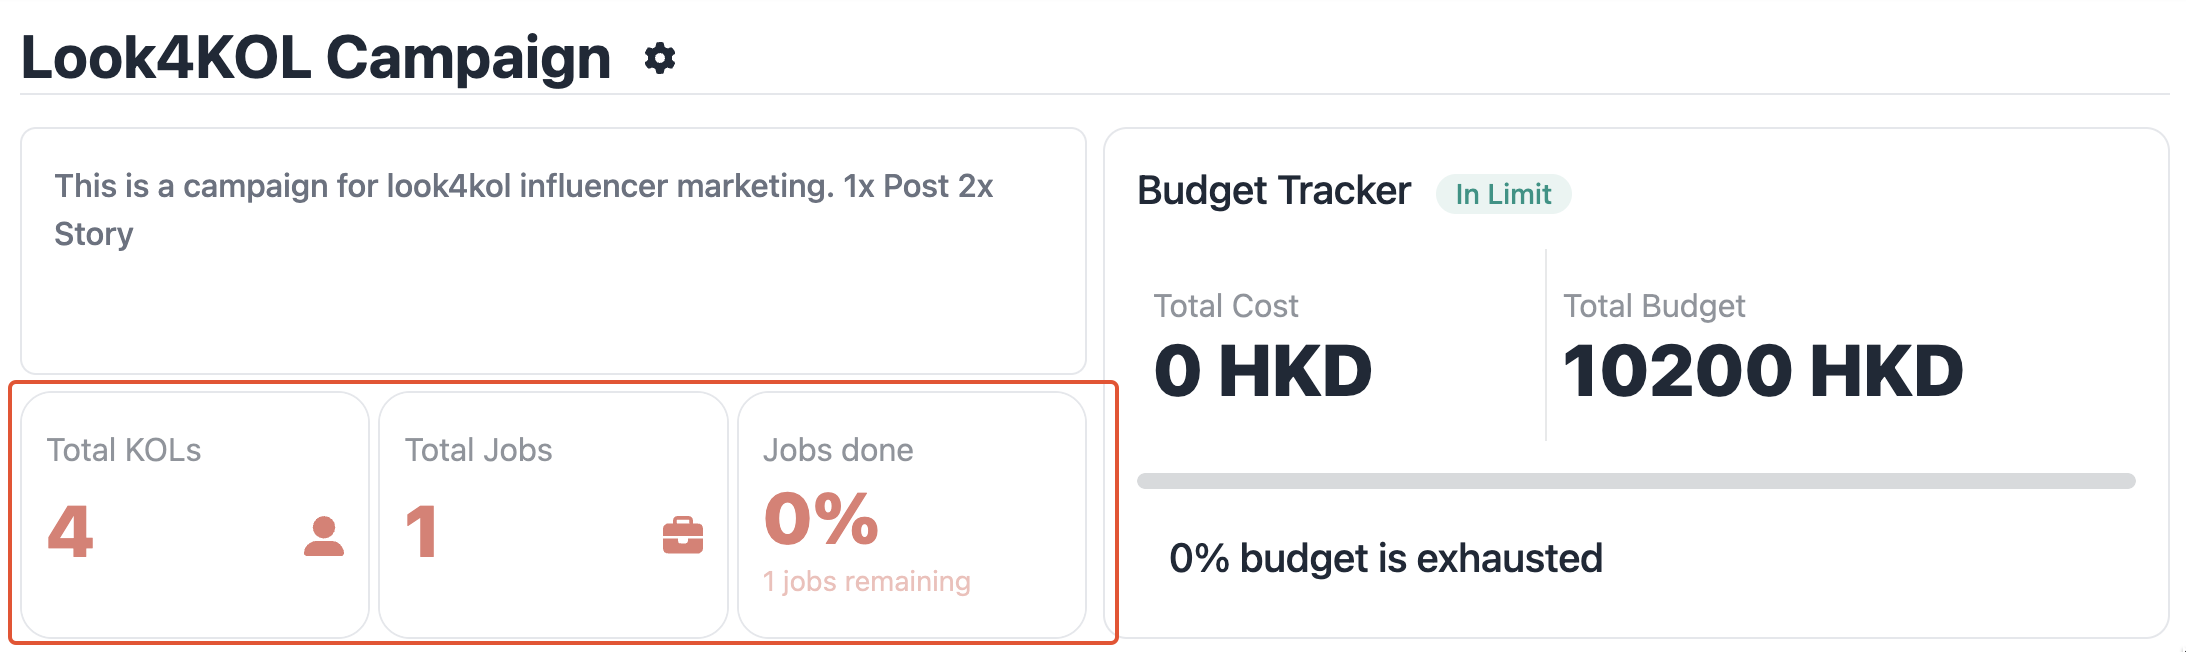 Look4KOL Campaign
This is a campaign for look4kol influencer marketing. 1x Post 2x
Story
Total KOLs
4
Total Jobs
1
Jobs done
0%
1 jobs remaining
Budget Tracker
In Limit
Total Cost
0 HKD
Total Budget
10200 HKD
0% budget is exhausted